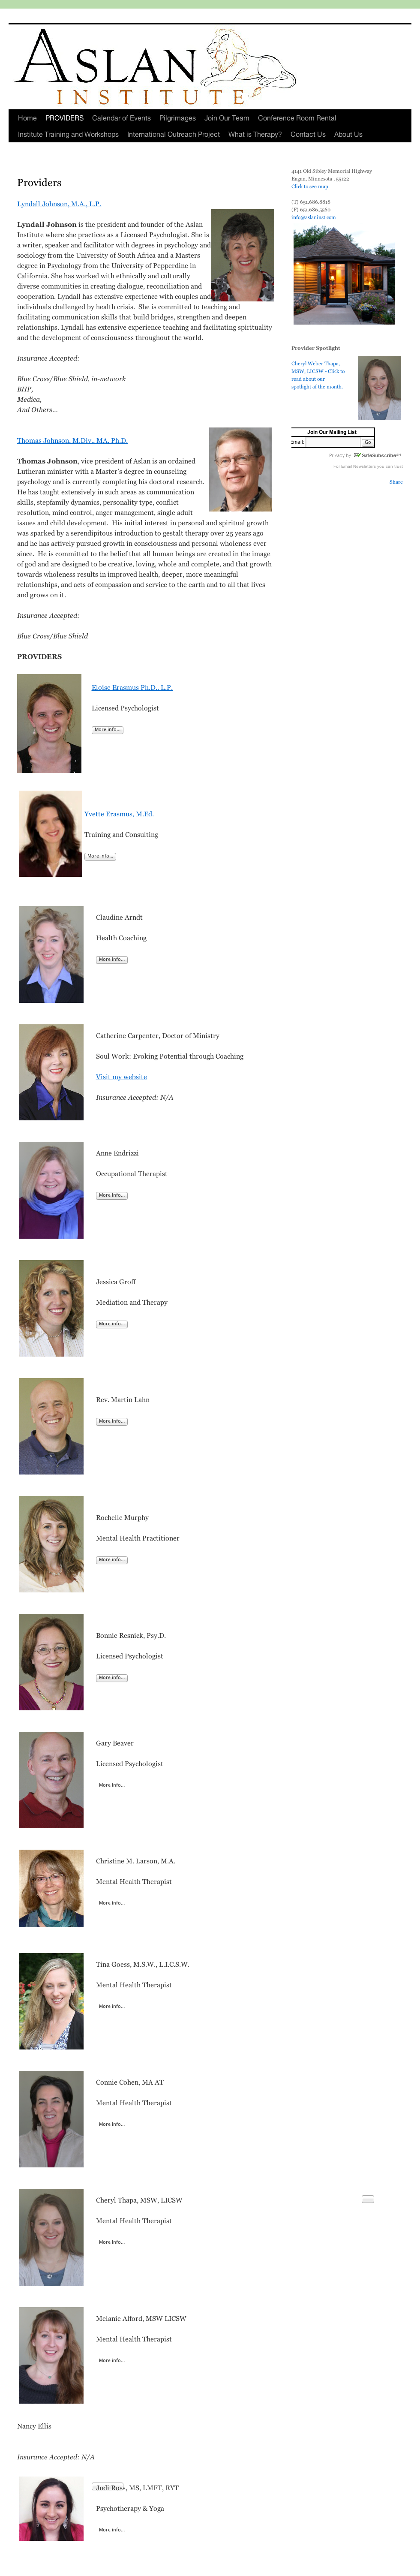 ASLAN
INSTITUTE
Home PROVIDERS Calendar of Events Pilgrimages Join Our Team Conference Room Rental
Institute Training and Workshops International Outreach Project What is Therapy? Contact Us About Us
Providers
Lyndall Johnson, M.A., L.P.
Lyndall Johnson is the president and founder of the Aslan
Institute where she practices as a Licensed Psychologist. She is
a writer, speaker and facilitator with degrees in psychology and
sociology from the University of South Africa and a Masters
degree in Psychology from the University of Pepperdine in
California. She has worked with ethnically and culturally
diverse communities in creating dialogue, reconciliation and
cooperation. Lyndall has extensive experience with couples and
individuals challenged by health crisis. She is committed to teaching and
facilitating communication skills that build bridges, strengthen and deepen
relationships. Lyndall has extensive experience teaching and facilitating spirituality
and the development of consciousness throughout the world.
Insurance Accepted:
Blue Cross/Blue Shield, in-network
BHP,
Medica,
And Others...
Thomas Johnson, M.Div., MA, Ph.D.
Thomas Johnson, vice president of Aslan is an ordained
Lutheran minister with a Master's degree in counseling
psychology and is currently completing his doctoral research.
He has taught extensively in such areas as communication
skills, stepfamily dynamics, personality type, conflict
resolution, mind control, anger management, single adult
issues and child development. His initial interest in personal and spiritual growth
was sparked by a serendipitous introduction to gestalt therapy over 25 years ago
and he has actively pursued growth in consciousness and personal wholeness ever
since. He is committed to the belief that all human beings are created in the image
of god and are designed to be creative, loving, whole and complete, and that growth
towards wholeness results in improved health, deeper, more meaningful
relationships, and acts of compassion and service to the earth and to all that lives
and grows on it.
Insurance Accepted:
Blue Cross/Blue Shield
PROVIDERS
Eloise Erasmus Ph.D., L.P.
Licensed Psychologist
More info...
Yvette Erasmus, M.Ed.
Training and Consulting
More info...
Claudine Arndt
Health Coaching
More info...
Catherine Carpenter, Doctor of Ministry
Soul Work: Evoking Potential through Coaching
Visit my website
Insurance Accepted: N/A
Anne Endrizzi
Occupational Therapist
More info...
Jessica Groff
Mediation and Therapy
More info...
Rev. Martin Lahn
More info...
Rochelle Murphy
Mental Health Practitioner
More info...
Bonnie Resnick, Psy.D.
Licensed Psychologist
More info...
Gary Beaver
Licensed Psychologist
More info...
Christine M. Larson, M.A.
Mental Health Therapist
More info...
Tina Goess, M.S.W., L.I.C.S.W.
Mental Health Therapist
More info...
Connie Cohen, MA AT
Mental Health Therapist
More info...
Cheryl Thapa, MSW, LICSW
Mental Health Therapist
More info...
Melanie Alford, MSW LICSW
Mental Health Therapist
More info...
Nancy Ellis
Insurance Accepted: N/A
Judi Ross, MS, LMFT, RYT
Psychotherapy & Yoga
More info...
4141 Old Sibley Memorial Highway
Eagan, Minnesota . 55122
Click to see map.
(T) 651.686.8818
(F) 651.686.5560
info@aslaninst.com
Provider Spotlight
Cheryl Weber Thapa,
MSW, LICSW - Click to
read about our
spotlight of the month.
Join Our Mailing List
Email: Go
Privacy by SafeSubscribe
For Email Newsletters you can trust
Share